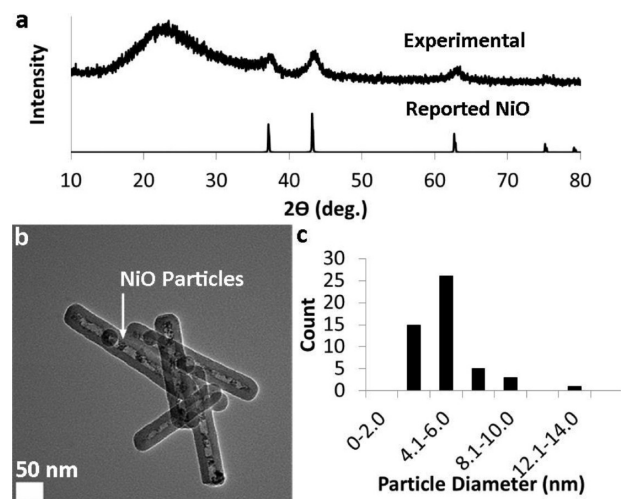 a
Experimental
Reported NiO
Intensity
10 20 30 40 50 60 70 80
2Θ (deg.)
b
NiO Particles
50 nm
c
30
25
20
15
10
5
0
Count
0-2.0
4.1-6.0
8.1-10.0
12.1-14.0
Particle Diameter (nm)